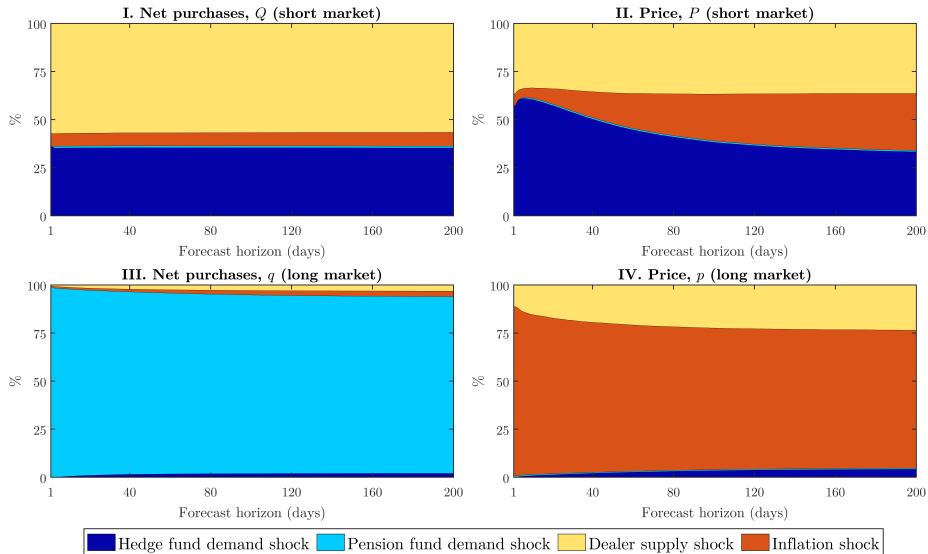 I. Net purchases, Q (short market)
100
75
50
25
0
%
1 40 80 120 160 200
Forecast horizon (days)
II. Price, P (short market)
100
75
50
25
0
%
1 40 80 120 160 200
Forecast horizon (days)
III. Net purchases, q (long market)
100
75
50
25
0
%
1 40 80 120 160 200
Forecast horizon (days)
IV. Price, p (long market)
100
75
50
25
0
%
1 40 80 120 160 200
Forecast horizon (days)
Hedge fund demand shock Pension fund demand shock Dealer supply shock Inflation shock